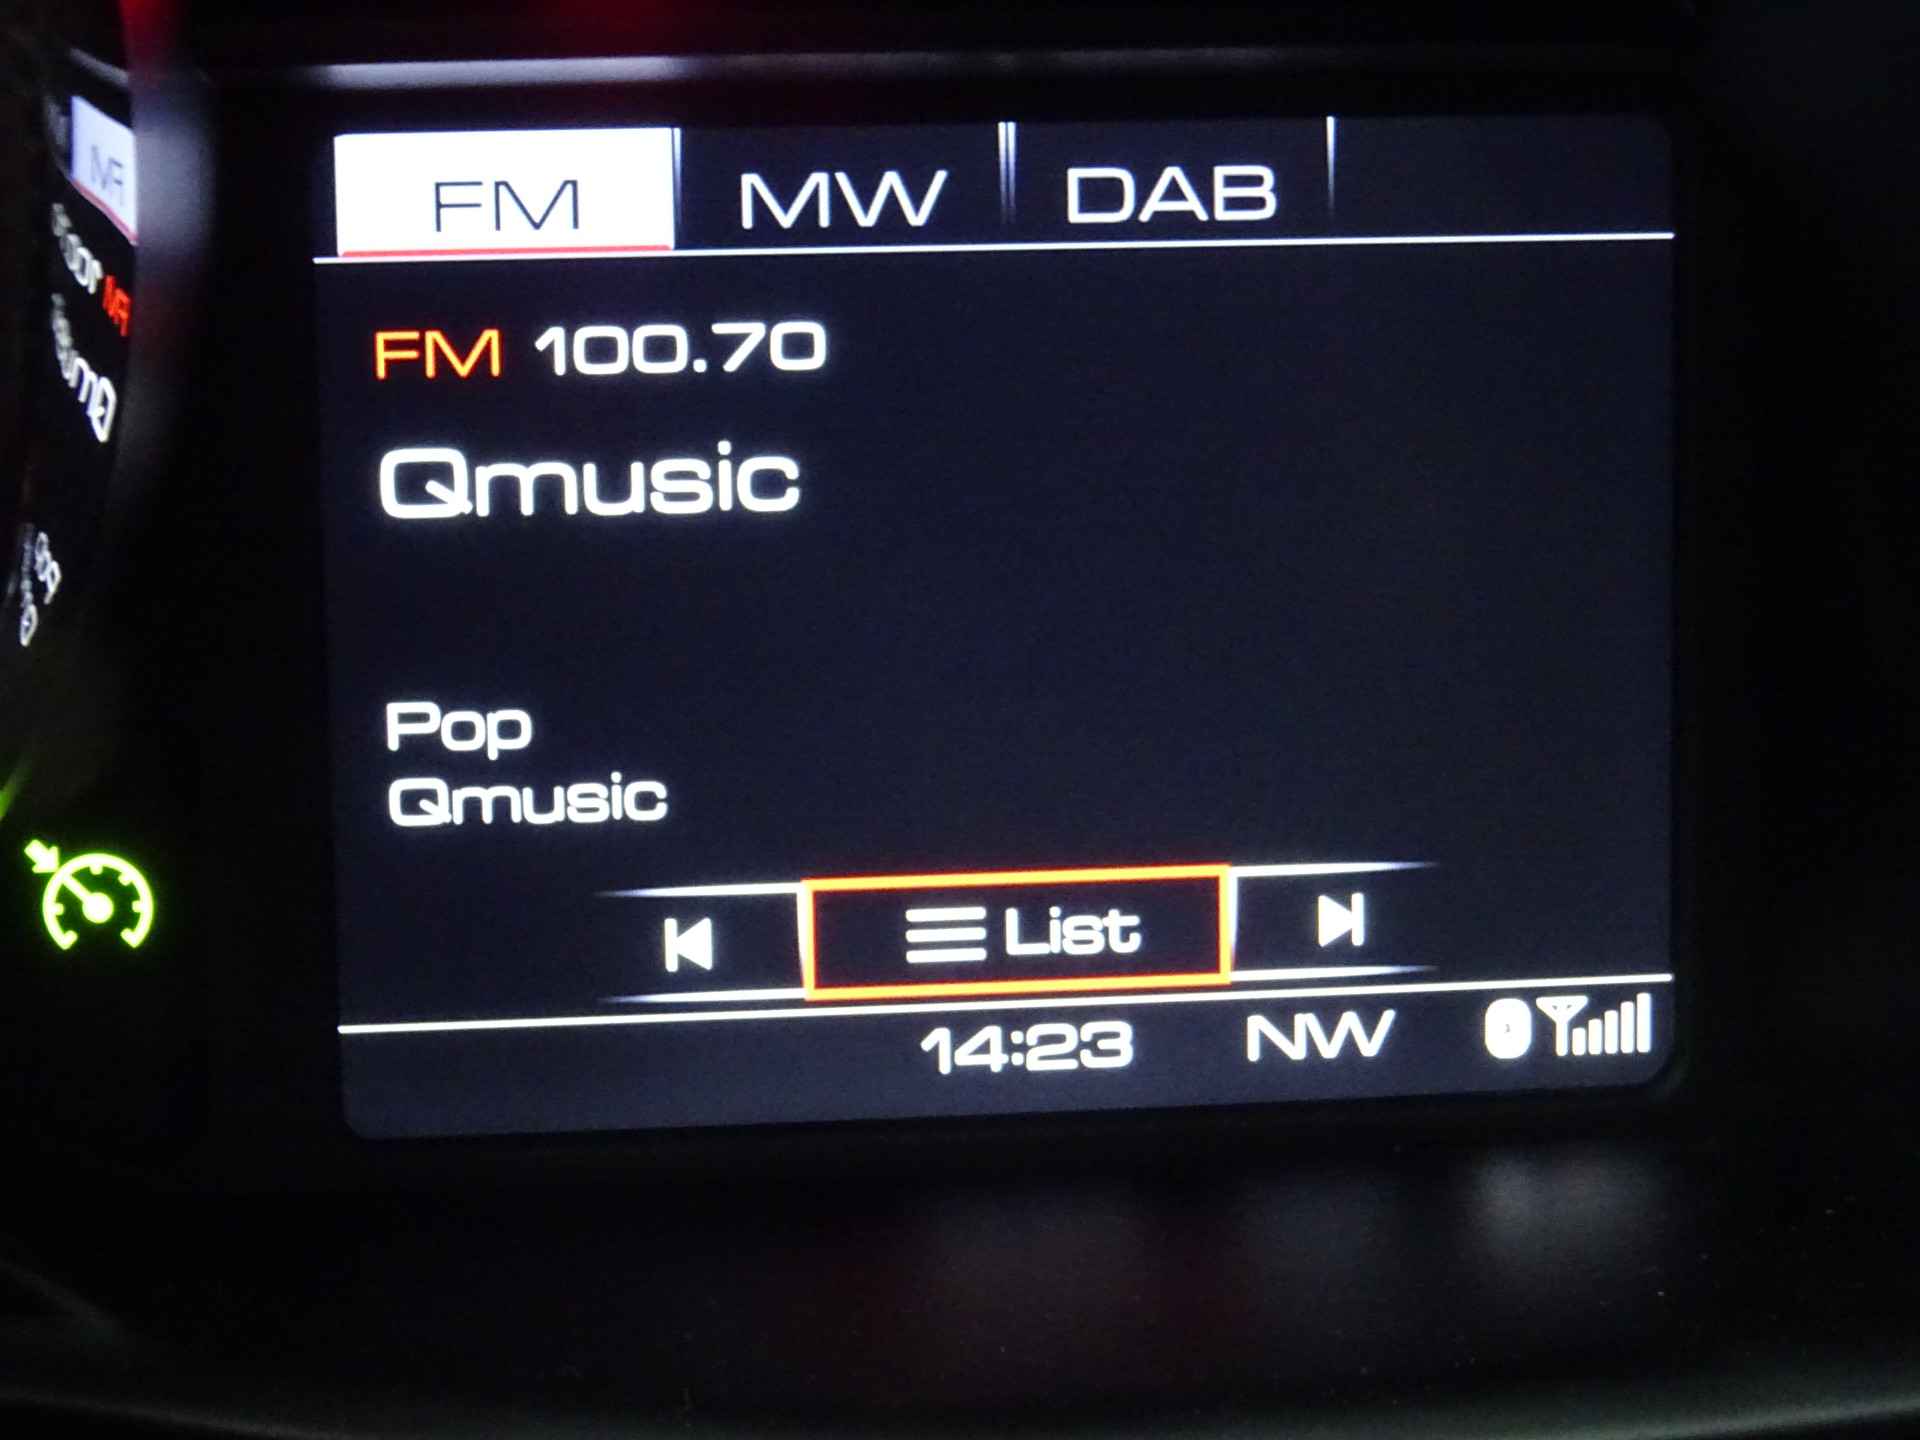 FM MW DAB
FM 100.70
Qmusic
Pop
Qmusic
List
14:23 NW